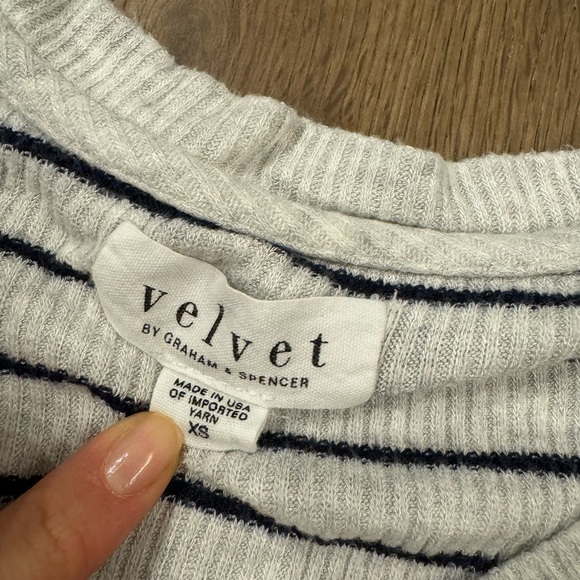 velvet
BY GRAHAM & SPENCER
MADE IN USA
OF IMPORTED
YARN
XS